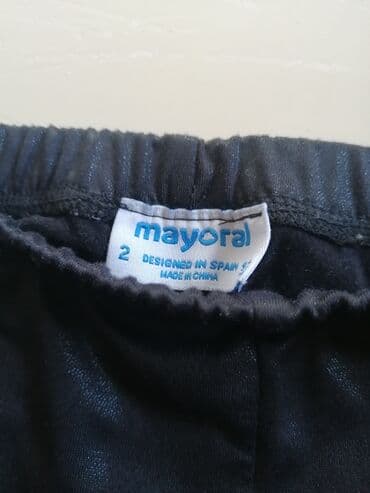 mayoral
2
DESIGNED IN SPAIN
MADE IN CHINA